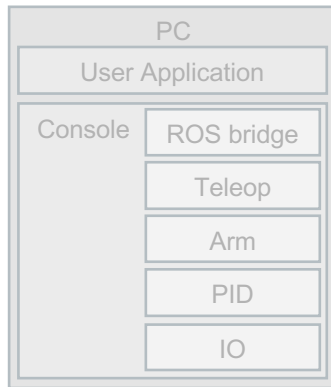 PC
User Application
Console
ROS bridge
Teleop
Arm
PID
IO